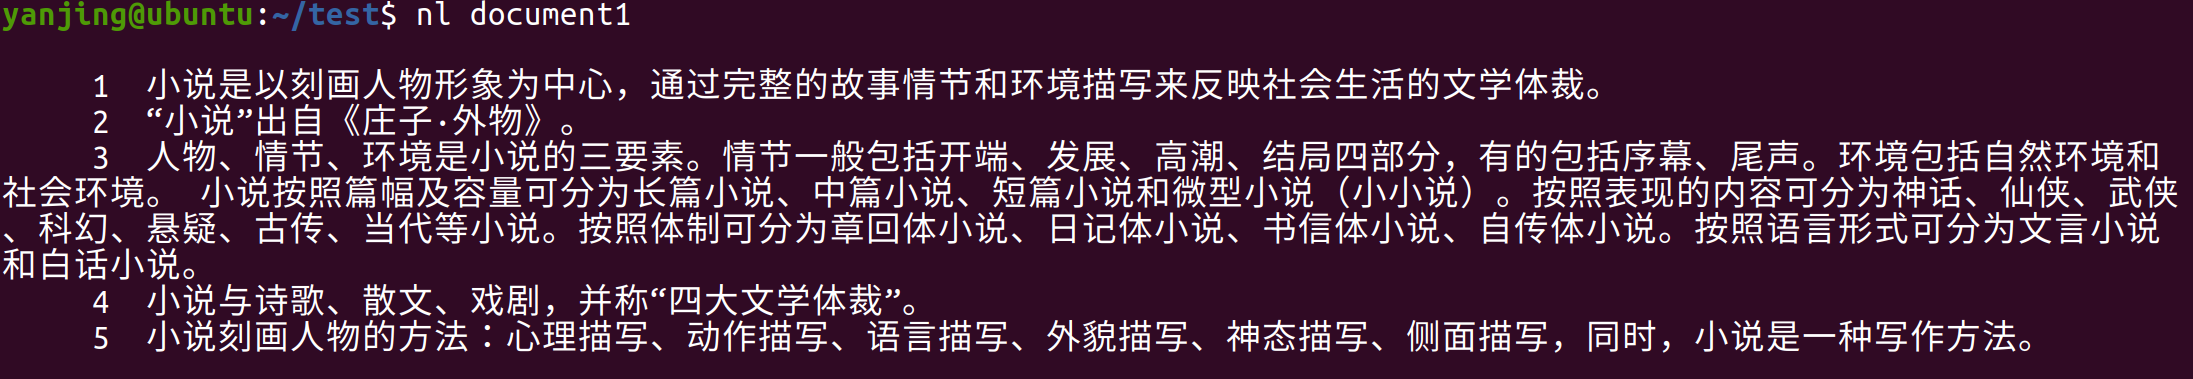 yanjing@ubuntu:~/test$ nl document1
1 小说是以刻画人物形象为中心，通过完整的故事情节和环境描写来反映社会生活的文学体裁。
2 “小说”出自《庄子·外物》。
3 人物、情节、环境是小说的三要素。情节一般包括开端、发展、高潮、结局四部分，有的包括序幕、尾声。环境包括自然环境和
社会环境。 小说按照篇幅及容量可分为长篇小说、中篇小说、短篇小说和微型小说（小小说）。按照表现的内容可分为神话、仙侠、武侠
、科幻、悬疑、古传、当代等小说。按照体制可分为章回体小说、日记体小说、书信体小说、自传体小说。按照语言形式可分为文言小说
和白话小说。
4 小说与诗歌、散文、戏剧，并称“四大文学体裁”。
5 小说刻画人物的方法：心理描写、动作描写、语言描写、外貌描写、神态描写、侧面描写，同时，小说是一种写作方法。